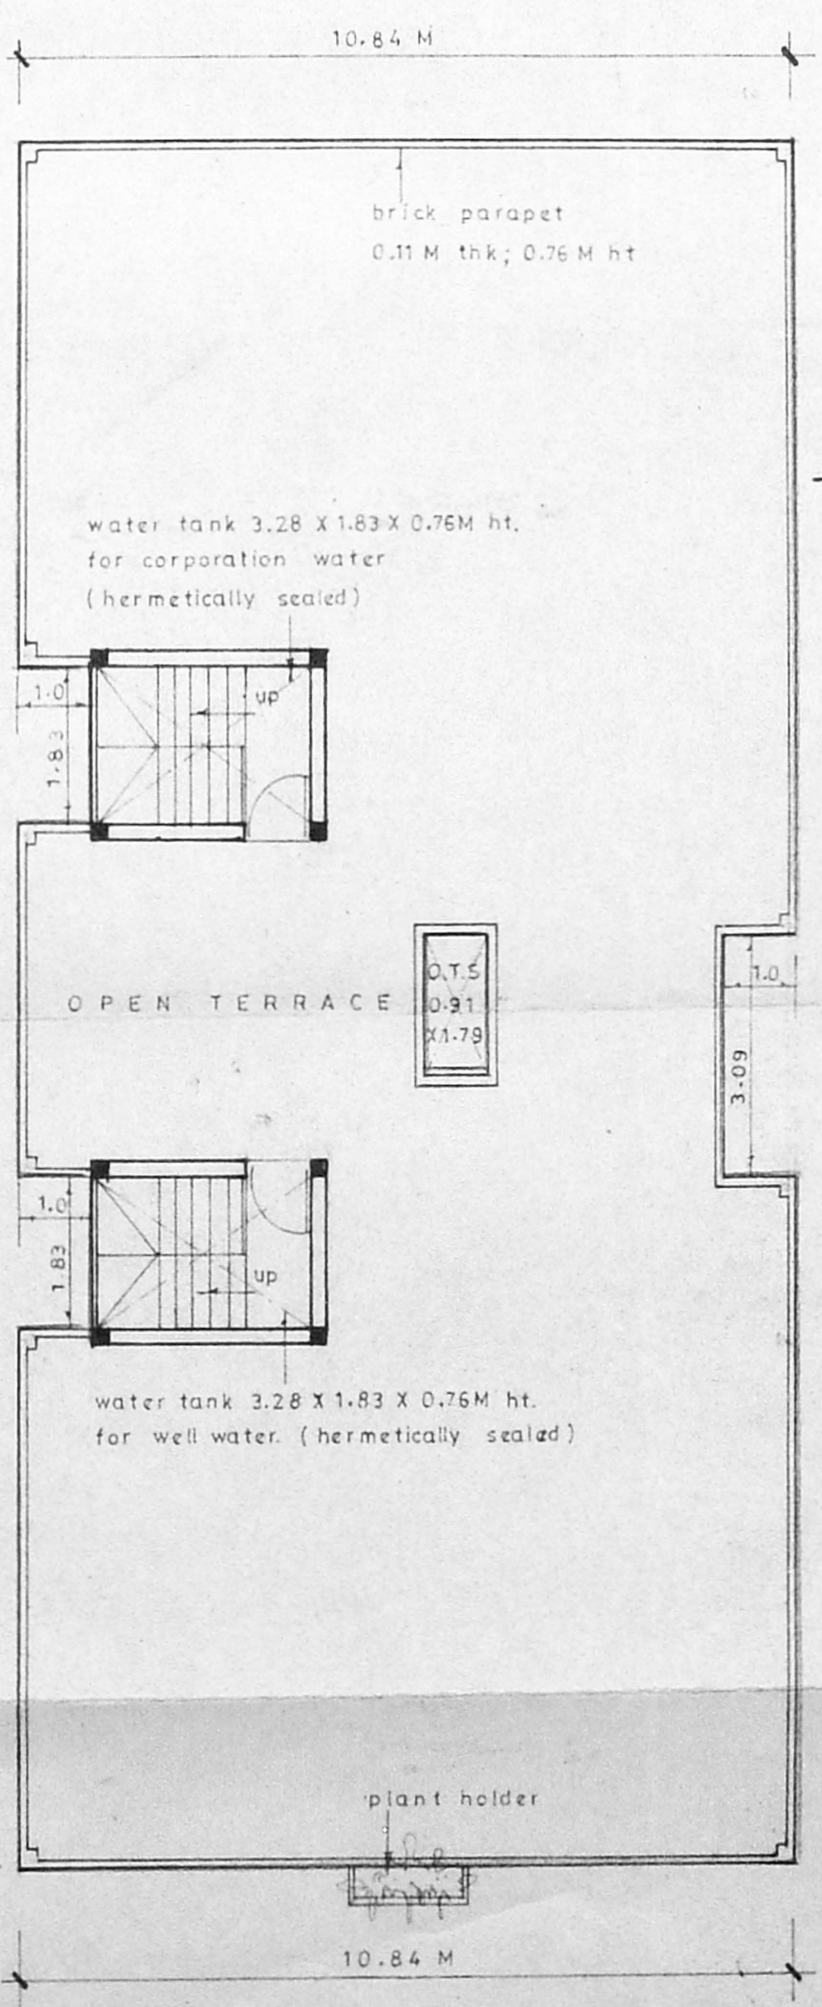 10.84 M
brick parapet
0.11 M thk; 0.76 M ht
water tank 3.28 X 1.83 X 0.76M ht.
for corporation water
(hermetically sealed)
1.0
up
1.83
O.T.S
0.91
X1.79
OPEN TERRACE
1.0
3.09
1.0
1.83
up
water tank 3.28 X 1.83 X 0.76M ht.
for well water. (hermetically sealed)
plant holder
10.84 M